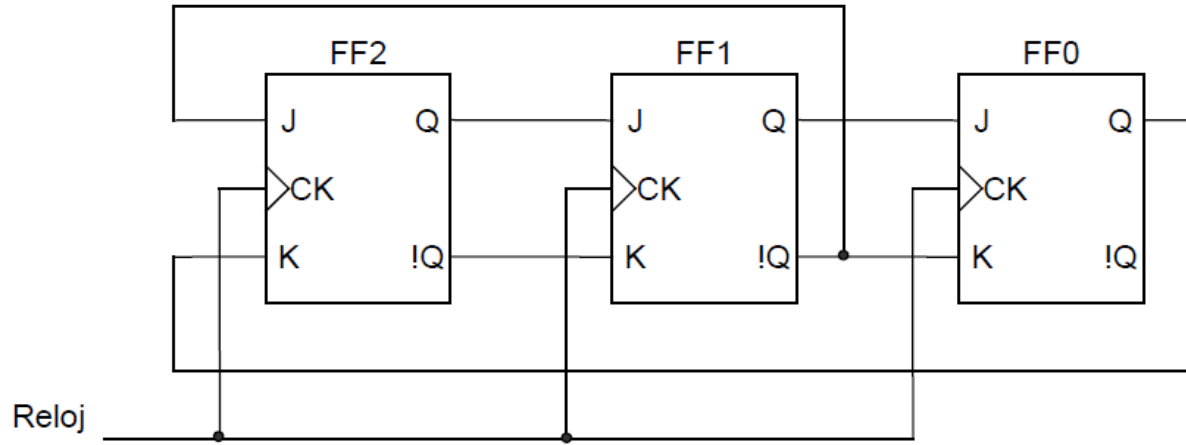 FF2 FF1 FF0
J Q J Q J Q
CK CK CK
K !Q K !Q K !Q
Reloj